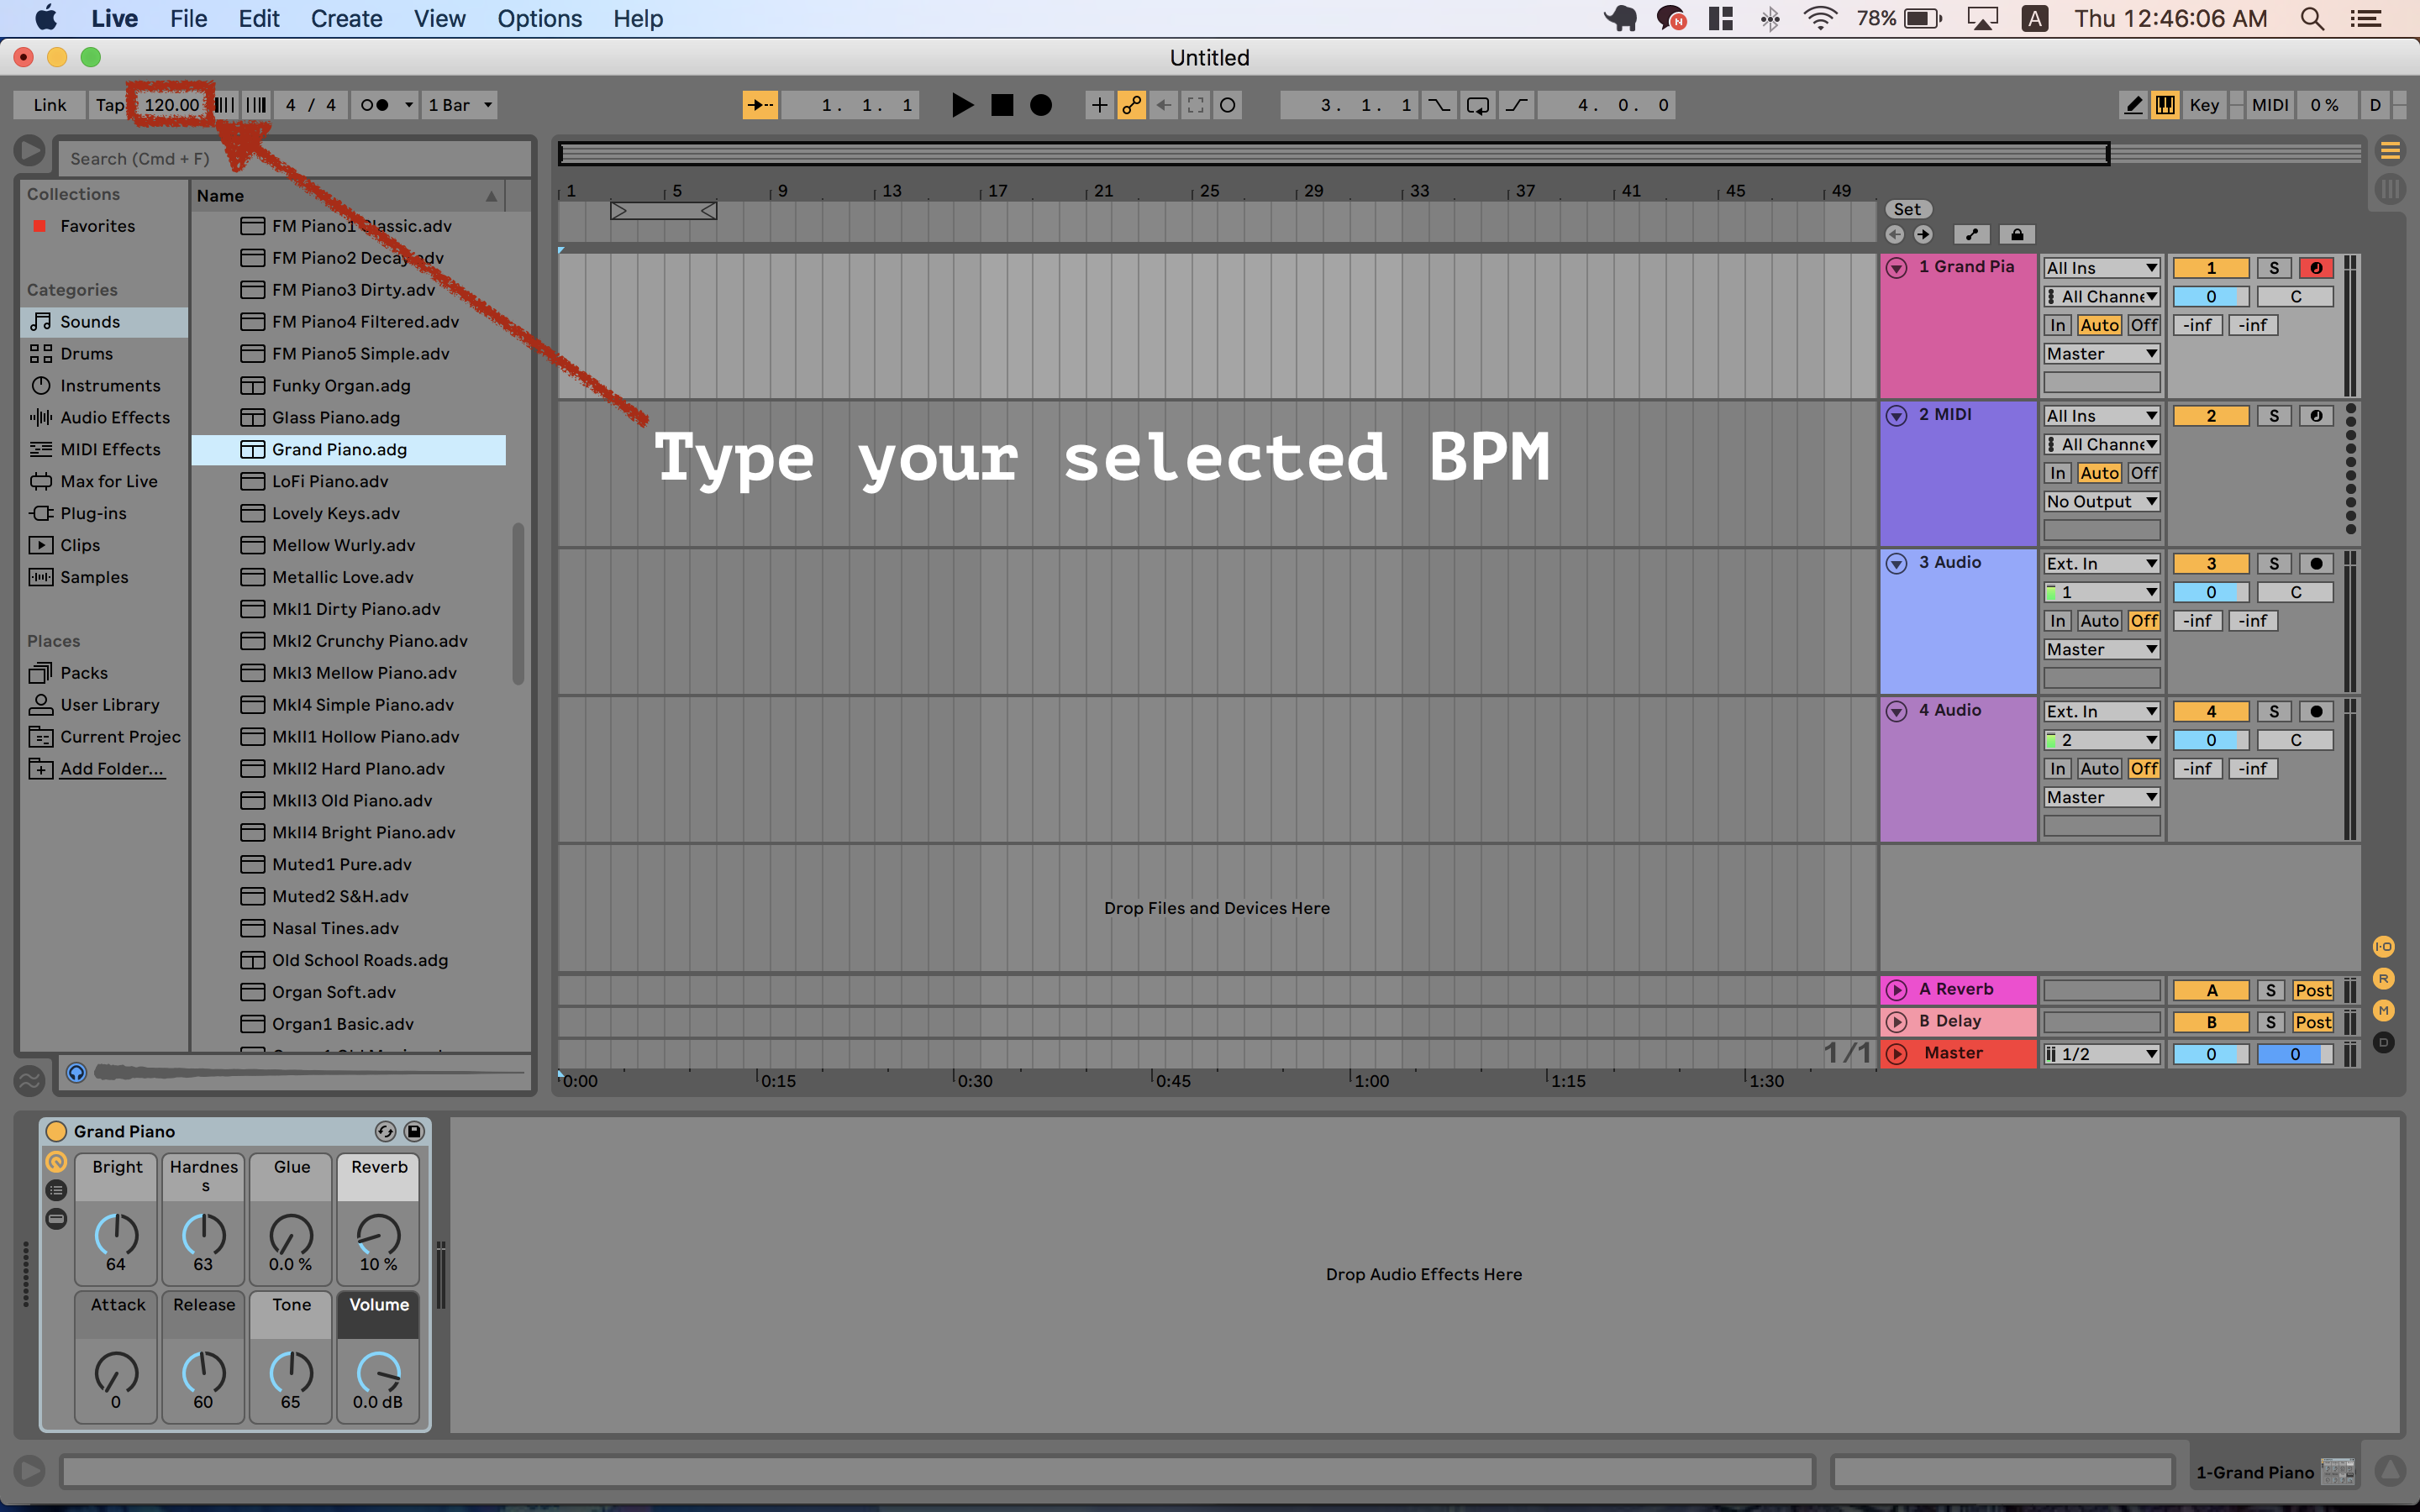 Live File Edit Create View Options Help 78% A Thu 12:46:06 AM
Untitled
Link Tap 120.00 4 / 4 1 Bar 1. 1. 1 3. 1. 1 4. 0. 0 Key MIDI 0 % D
Search (Cmd + F)
Collections
Favorites
Categories
Sounds
Drums
Instruments
Audio Effects
MIDI Effects
Max for Live
Plug-ins
Clips
Samples
Places
Packs
User Library
Current Projec
Add Folder...
Name
FM Piano1 Classic.adv
FM Piano2 Decay.adv
FM Piano3 Dirty.adv
FM Piano4 Filtered.adv
FM Piano5 Simple.adv
Funky Organ.adg
Glass Piano.adg
Grand Piano.adg
LoFi Piano.adv
Lovely Keys.adv
Mellow Wurly.adv
Metallic Love.adv
MkI1 Dirty Piano.adv
MkI2 Crunchy Piano.adv
MkI3 Mellow Piano.adv
MkI4 Simple Piano.adv
MkII1 Hollow Piano.adv
MkII2 Hard PIano.adv
MkII3 Old Piano.adv
MkII4 Bright Piano.adv
Muted1 Pure.adv
Muted2 S&H.adv
Nasal Tines.adv
Old School Roads.adg
Organ Soft.adv
Organ1 Basic.adv
1 5 9 13 17 21 25 29 33 37 41 45 49
Set
Type your selected BPM
Drop Files and Devices Here
1/1
0:00 0:15 0:30 0:45 1:00 1:15 1:30
1 Grand Pia All Ins 1 S
All Channe 0 C
In Auto Off -inf -inf
Master
2 MIDI All Ins 2 S
All Channe
In Auto Off
No Output
3 Audio Ext. In 3 S
1 0 C
In Auto Off -inf -inf
Master
4 Audio Ext. In 4 S
2 0 C
In Auto Off -inf -inf
Master
I·O
R
M
D
A Reverb A S Post
B Delay B S Post
Master 1/2 0 0
Grand Piano
Bright Hardnes
s Glue Reverb
64 63 0.0 % 10 %
Attack Release Tone Volume
0 60 65 0.0 dB
Drop Audio Effects Here
1-Grand Piano